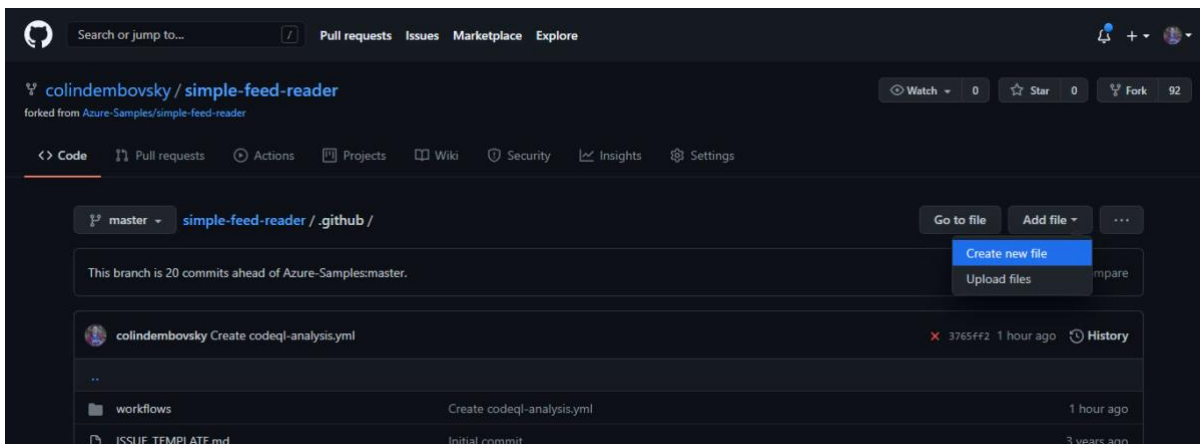 Search or jump to... / Pull requests Issues Marketplace Explore
colindembovsky / simple-feed-reader
Watch 0 Star 0 Fork 92
forked from Azure-Samples/simple-feed-reader
<> Code Pull requests Actions Projects Wiki Security Insights Settings
master simple-feed-reader / .github / Go to file Add file ...
Create new file
This branch is 20 commits ahead of Azure-Samples:master. mpare
Upload files
colindembovsky Create codeql-analysis.yml 3765ff2 1 hour ago History
..
workflows Create codeql-analysis.yml 1 hour ago
ISSUE_TEMPLATE.md Initial commit 3 years ago